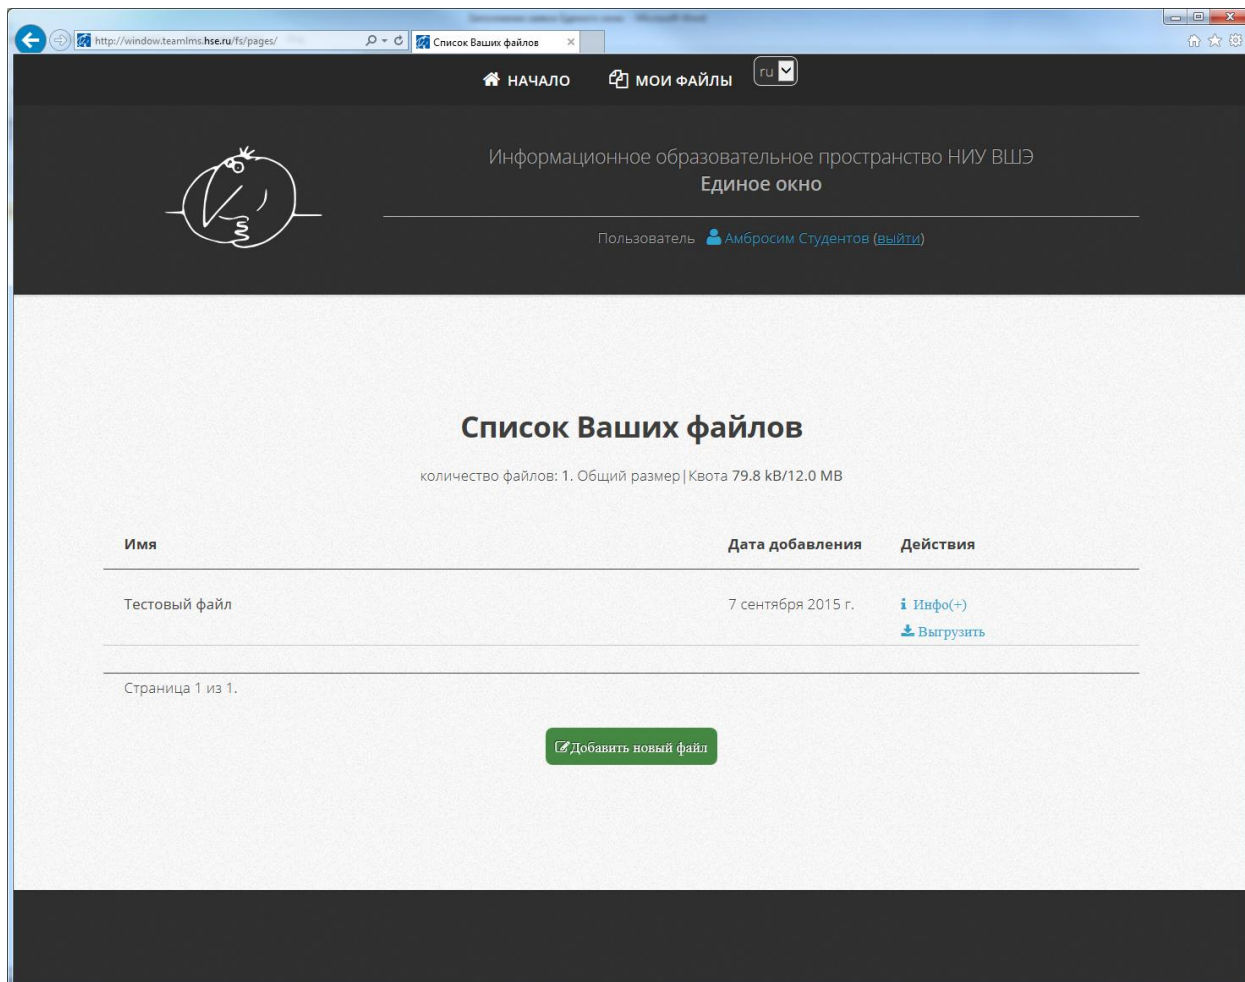 http://window.teamlms.hse.ru/fs/pages/
Список Ваших файлов
НАЧАЛО
МОИ ФАЙЛЫ
ru
Информационное образовательное пространство НИУ ВШЭ
Единое окно
Пользователь Амбросим Студентов (выйти)
Список Ваших файлов
количество файлов: 1. Общий размер|Квота 79.8 kB/12.0 MB
Имя Дата добавления Действия
Тестовый файл 7 сентября 2015 г. Инфо(+)
Выгрузить
Страница 1 из 1.
Добавить новый файл